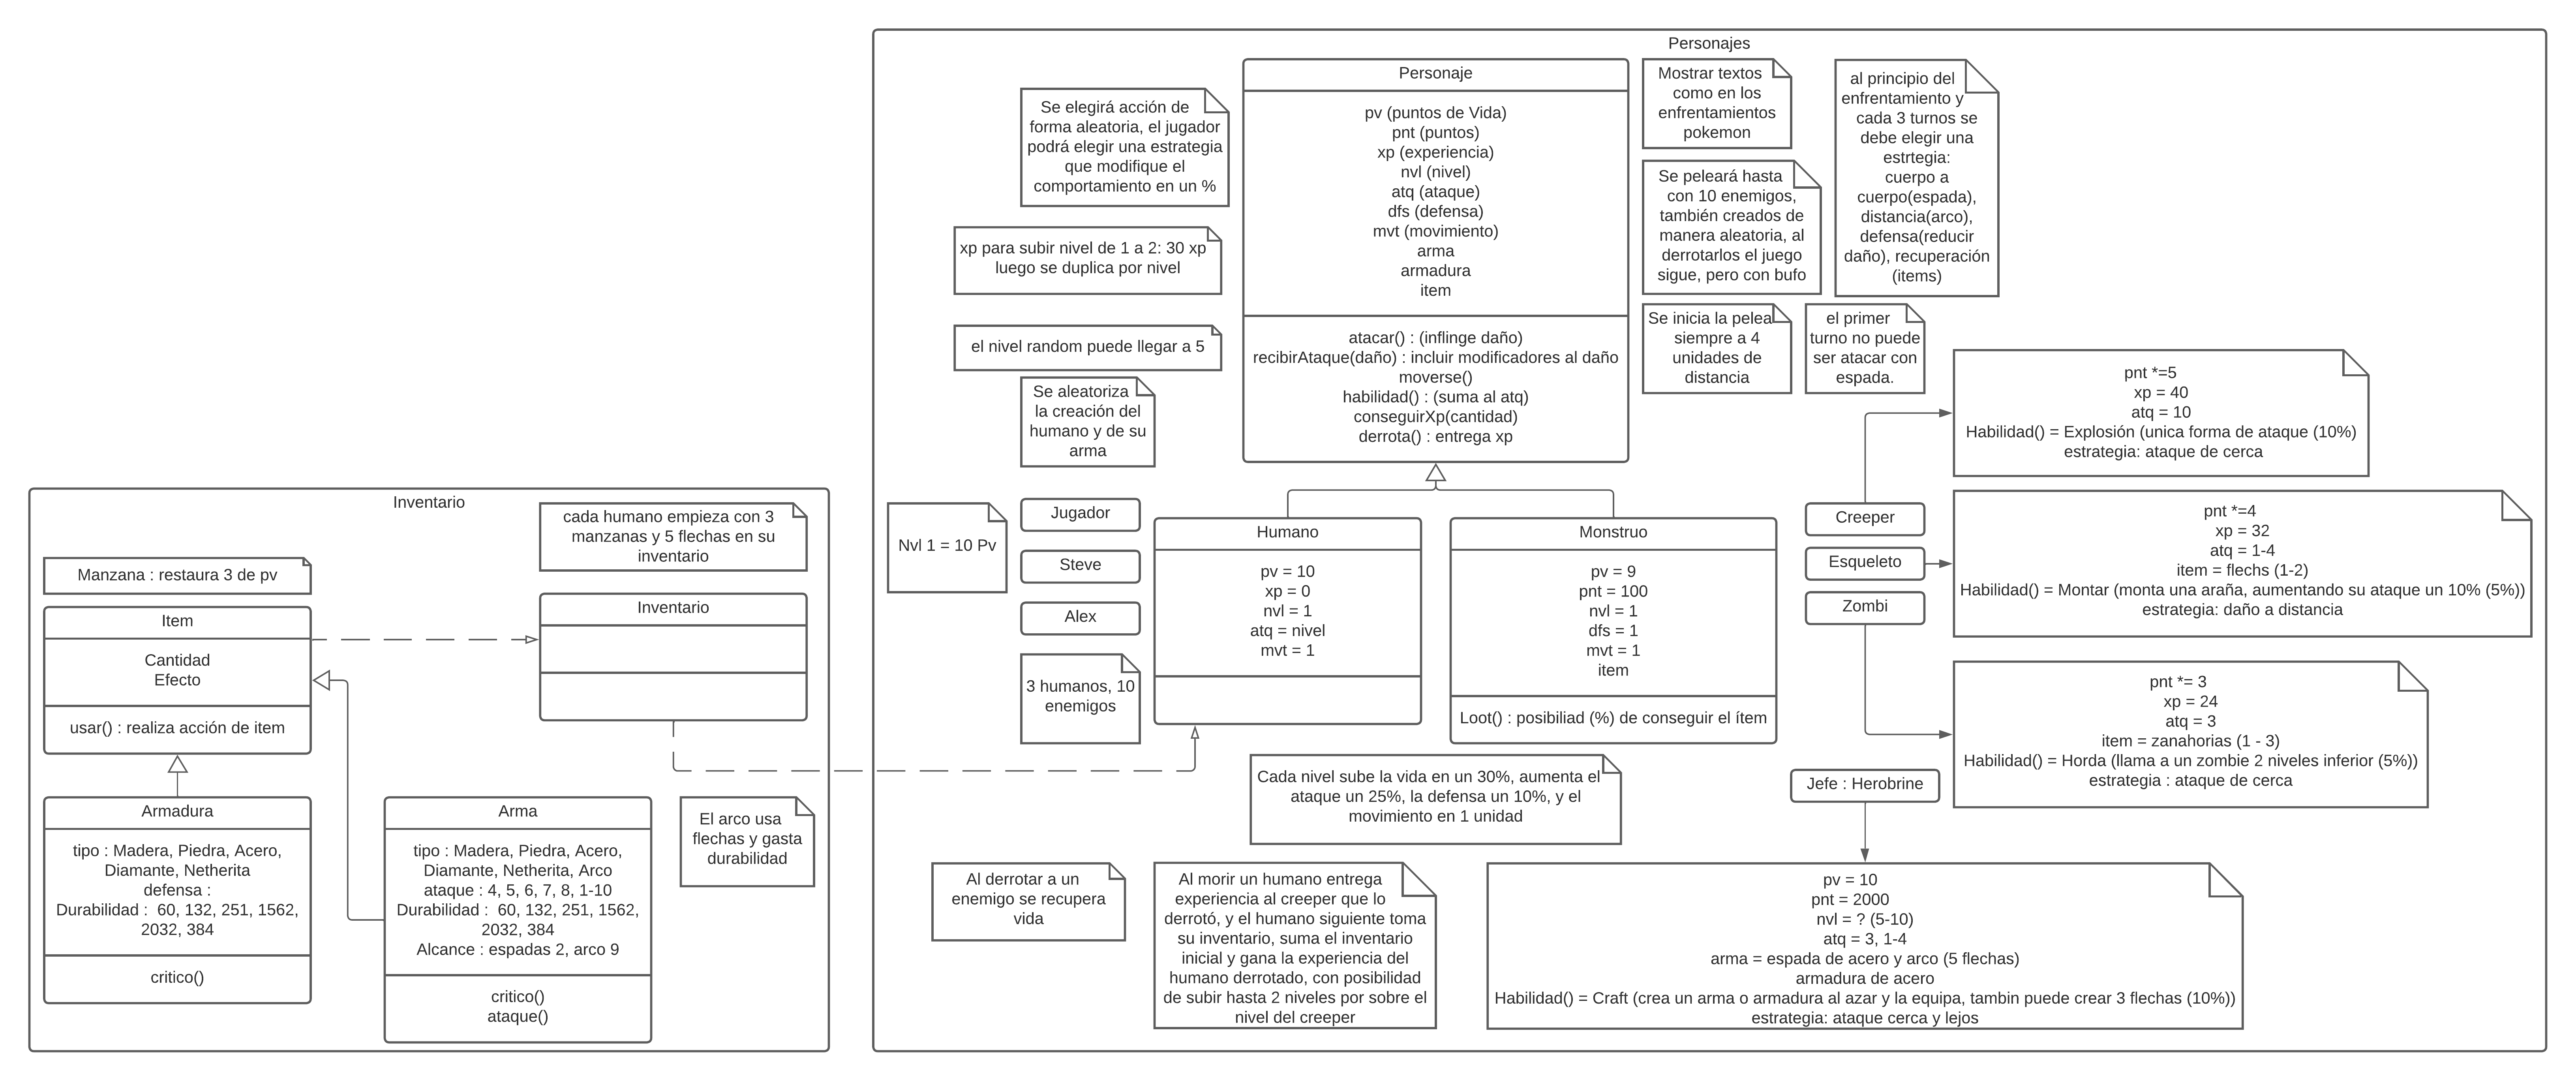 Inventario
cada humano empieza con 3
manzanas y 5 flechas en su
inventario
Manzana : restaura 3 de pv
Item
Cantidad
Efecto
usar() : realiza acción de item
Inventario
Armadura
tipo : Madera, Piedra, Acero,
Diamante, Netherita
defensa :
Durabilidad :  60, 132, 251, 1562,
2032, 384
critico()
Arma
tipo : Madera, Piedra, Acero,
Diamante, Netherita, Arco
ataque : 4, 5, 6, 7, 8, 1-10
Durabilidad :  60, 132, 251, 1562,
2032, 384
Alcance : espadas 2, arco 9
critico()
ataque()
El arco usa
flechas y gasta
durabilidad
Personajes
Se elegirá acción de
forma aleatoria, el jugador
podrá elegir una estrategia
que modifique el
comportamiento en un %
xp para subir nivel de 1 a 2: 30 xp
luego se duplica por nivel
el nivel random puede llegar a 5
Se aleatoriza
la creación del
humano y de su
arma
Personaje
pv (puntos de Vida)
pnt (puntos)
xp (experiencia)
nvl (nivel)
atq (ataque)
dfs (defensa)
mvt (movimiento)
arma
armadura
item
atacar() : (inflinge daño)
recibirAtaque(daño) : incluir modificadores al daño
moverse()
habilidad() : (suma al atq)
conseguirXp(cantidad)
derrota() : entrega xp
Mostrar textos
como en los
enfrentamientos
pokemon
Se peleará hasta
con 10 enemigos,
también creados de
manera aleatoria, al
derrotarlos el juego
sigue, pero con bufo
Se inicia la pelea
siempre a 4
unidades de
distancia
al principio del
enfrentamiento y
cada 3 turnos se
debe elegir una
estrtegia:
cuerpo a
cuerpo(espada),
distancia(arco),
defensa(reducir
daño), recuperación
(items)
el primer
turno no puede
ser atacar con
espada.
Nvl 1 = 10 Pv
Jugador
Steve
Alex
3 humanos, 10
enemigos
Humano
pv = 10
xp = 0
nvl = 1
atq = nivel
mvt = 1
Monstruo
pv = 9
pnt = 100
nvl = 1
dfs = 1
mvt = 1
item
Loot() : posibiliad (%) de conseguir el ítem
Creeper
Esqueleto
Zombi
pnt *=5
xp = 40
atq = 10
Habilidad() = Explosión (unica forma de ataque (10%)
estrategia: ataque de cerca
pnt *=4
xp = 32
atq = 1-4
item = flechs (1-2)
Habilidad() = Montar (monta una araña, aumentando su ataque un 10% (5%))
estrategia: daño a distancia
pnt *= 3
xp = 24
atq = 3
item = zanahorias (1 - 3)
Habilidad() = Horda (llama a un zombie 2 niveles inferior (5%))
estrategia : ataque de cerca
Cada nivel sube la vida en un 30%, aumenta el
ataque un 25%, la defensa un 10%, y el
movimiento en 1 unidad
Jefe : Herobrine
Al derrotar a un
enemigo se recupera
vida
Al morir un humano entrega
experiencia al creeper que lo
derrotó, y el humano siguiente toma
su inventario, suma el inventario
inicial y gana la experiencia del
humano derrotado, con posibilidad
de subir hasta 2 niveles por sobre el
nivel del creeper
pv = 10
pnt = 2000
nvl = ? (5-10)
atq = 3, 1-4
arma = espada de acero y arco (5 flechas)
armadura de acero
Habilidad() = Craft (crea un arma o armadura al azar y la equipa, tambin puede crear 3 flechas (10%))
estrategia: ataque cerca y lejos